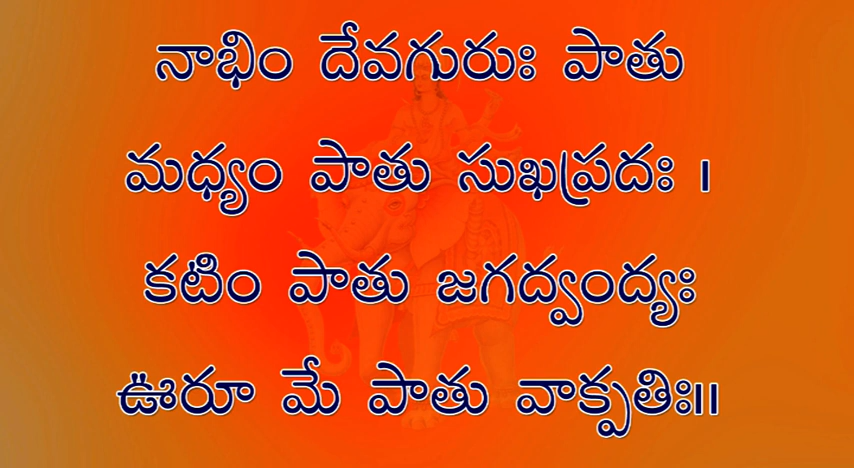 నాభిం దేవగురుః పాతు
మధ్యం పాతు సుఖప్రదః ।
కటిం పాతు జగద్వంద్యః
ఊరూ మే పాతు వాక్పతిః॥